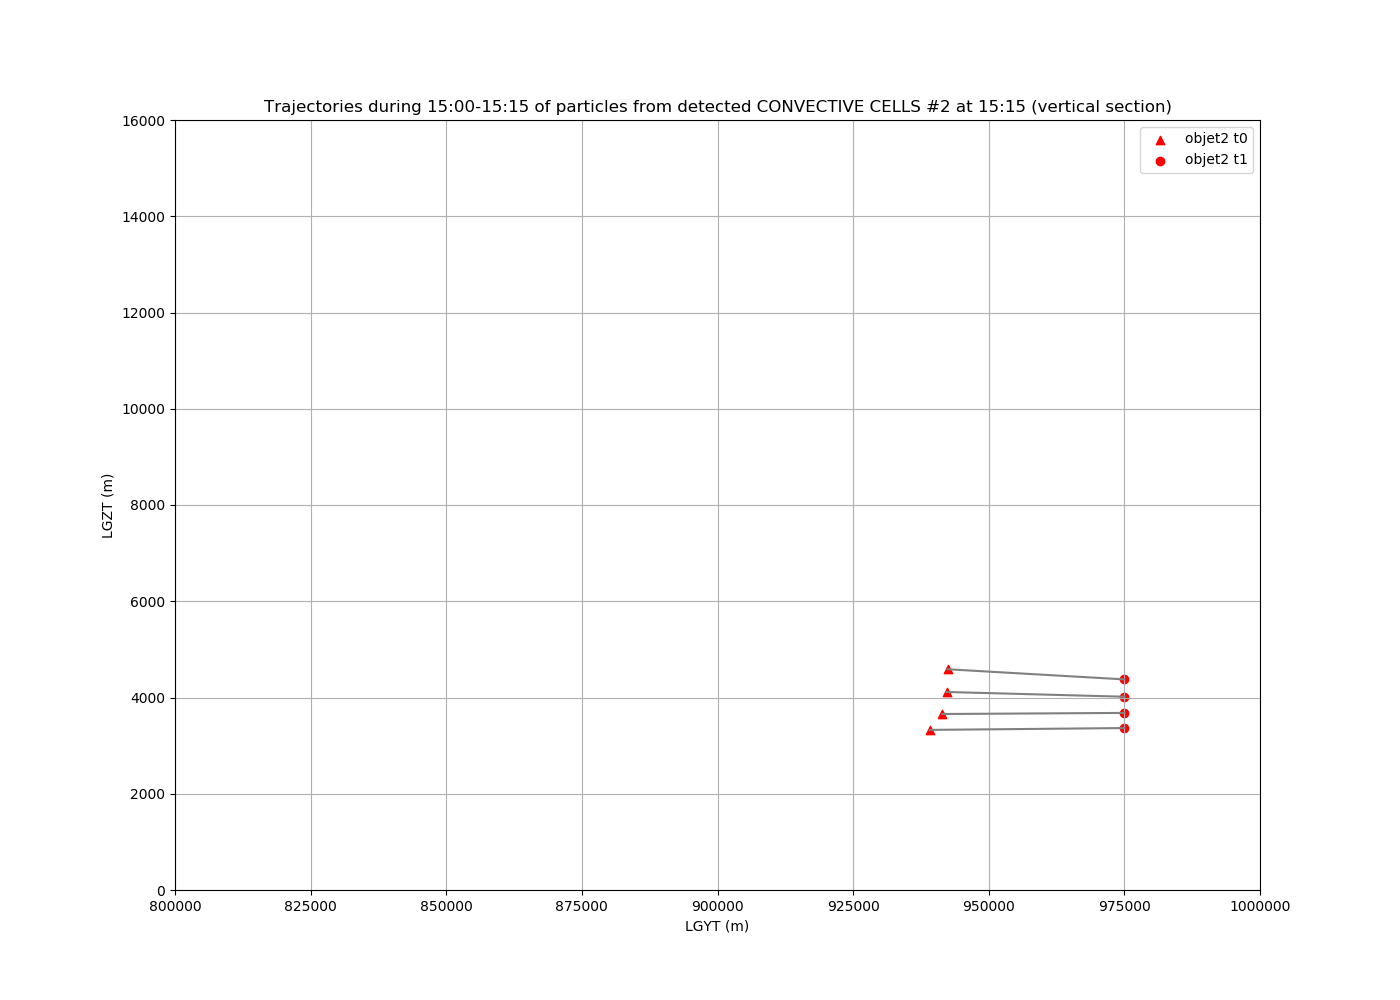 Trajectories during 15:00-15:15 of particles from detected CONVECTIVE CELLS #2 at 15:15 (vertical section)
objet2 t0
objet2 t1
16000
14000
12000
10000
8000
6000
4000
2000
0
LGZT (m)
800000 825000 850000 875000 900000 925000 950000 975000 1000000
LGYT (m)